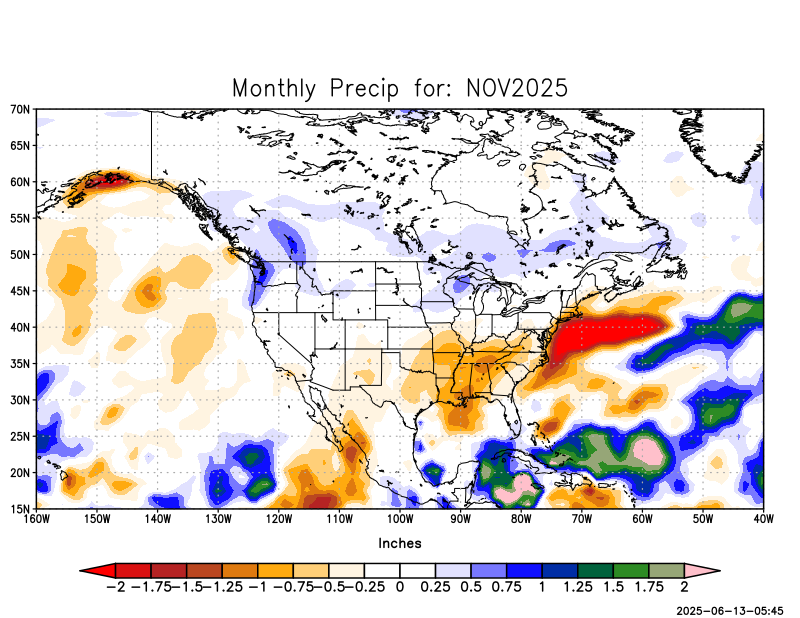 Monthly Precip for: NOV2025
70N
65N
60N
55N
50N
45N
40N
35N
30N
25N
20N
15N
160W 150W 140W 130W 120W 110W 100W 90W 80W 70W 60W 50W 40W
Inches
-2 -1.75 -1.5 -1.25 -1 -0.75 -0.5 -0.25 0 0.25 0.5 0.75 1 1.25 1.5 1.75 2
2025-06-13-05:45